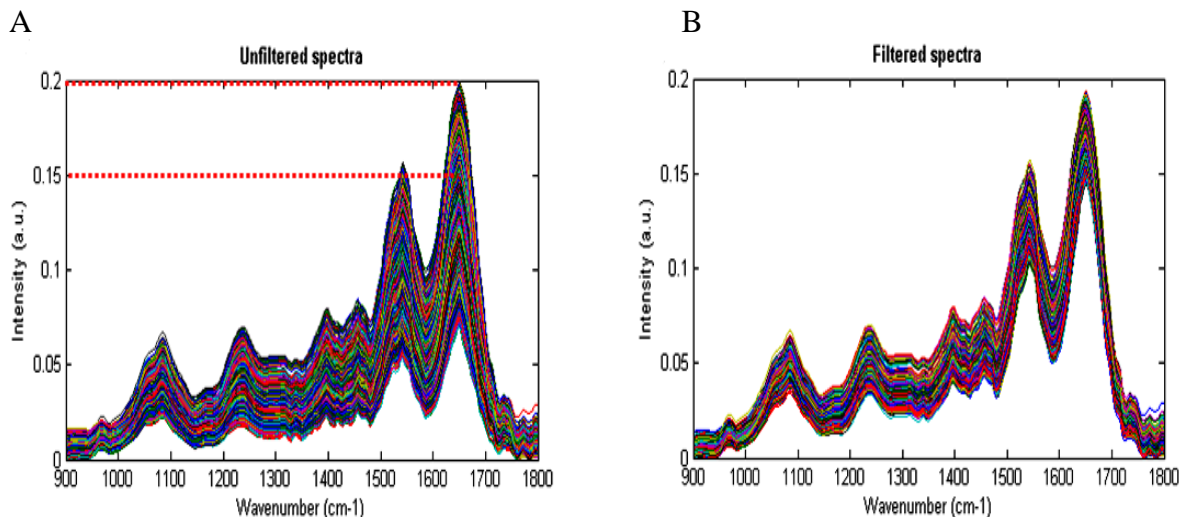 A
Unfiltered spectra
0.2
0.15
0.1
0.05
0
Intensity (a.u.)
900 1000 1100 1200 1300 1400 1500 1600 1700 1800
Wavenumber (cm-1)
B
Filtered spectra
0.2
0.15
0.1
0.05
0
Intensity (a.u.)
900 1000 1100 1200 1300 1400 1500 1600 1700 1800
Wavenumber (cm-1)